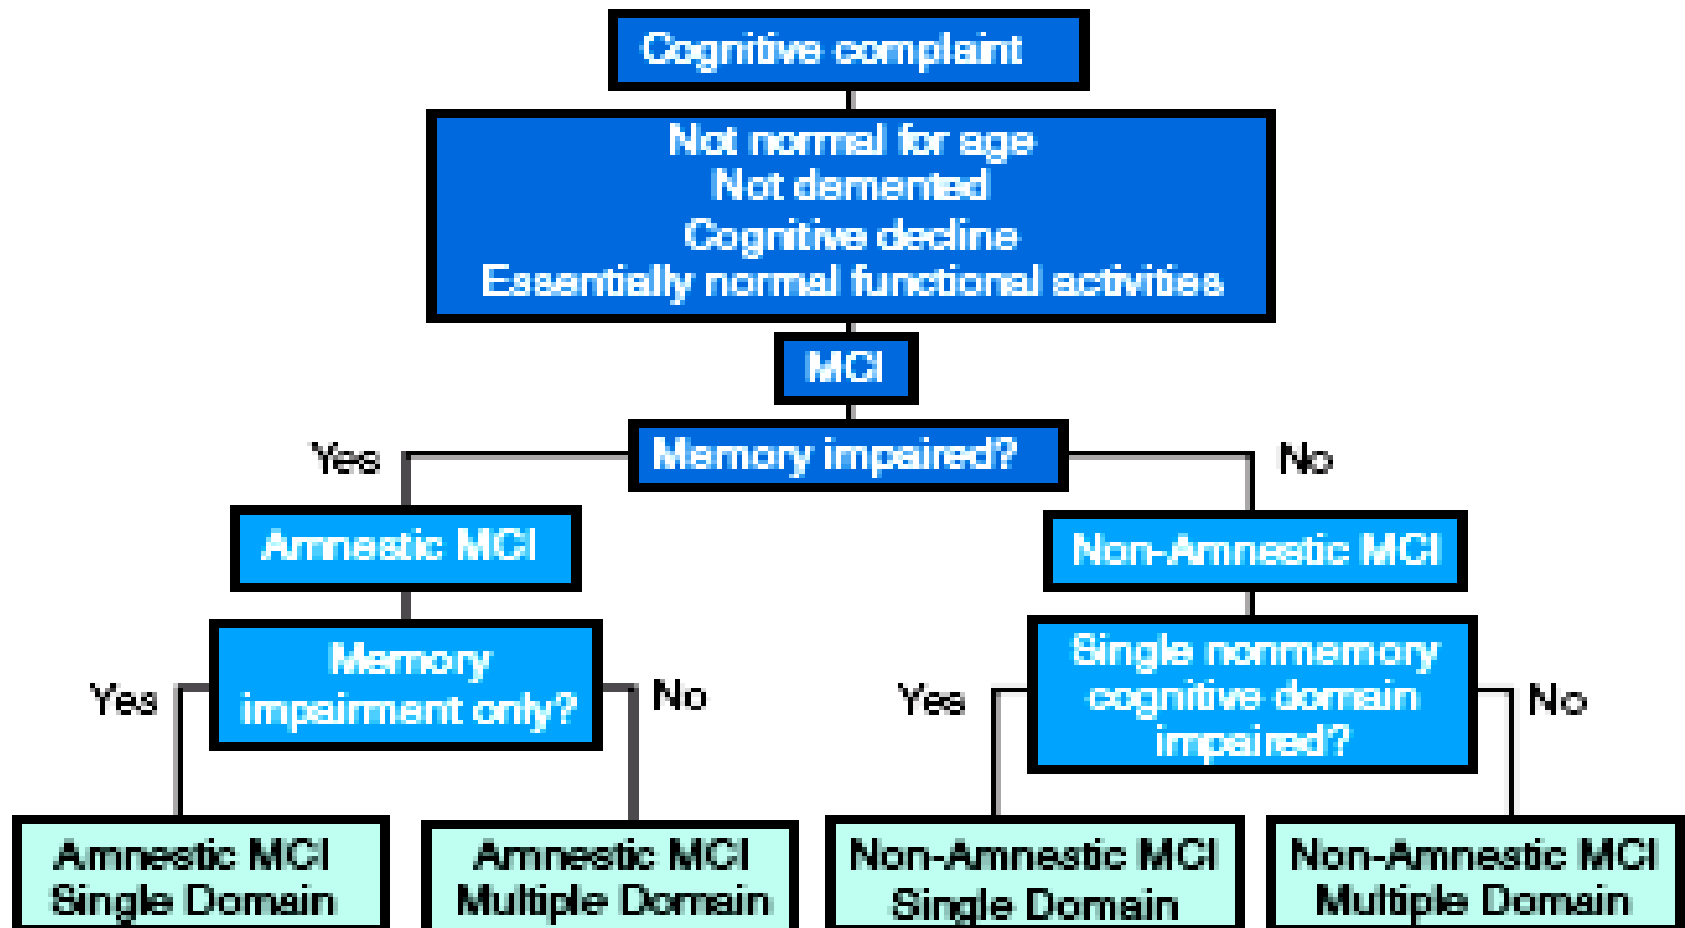 Cognitive complaint
Not normal for age
Not demented
Cognitive decline
Essentially normal functional activities
MCI
Yes
Memory impaired?
No
Amnestic MCI
Non-Amnestic MCI
Yes
Memory
impairment only?
No
Yes
Single nonmemory
cognitive domain
impaired?
No
Amnestic MCI
Single Domain
Amnestic MCI
Multiple Domain
Non-Amnestic MCI
Single Domain
Non-Amnestic MCI
Multiple Domain